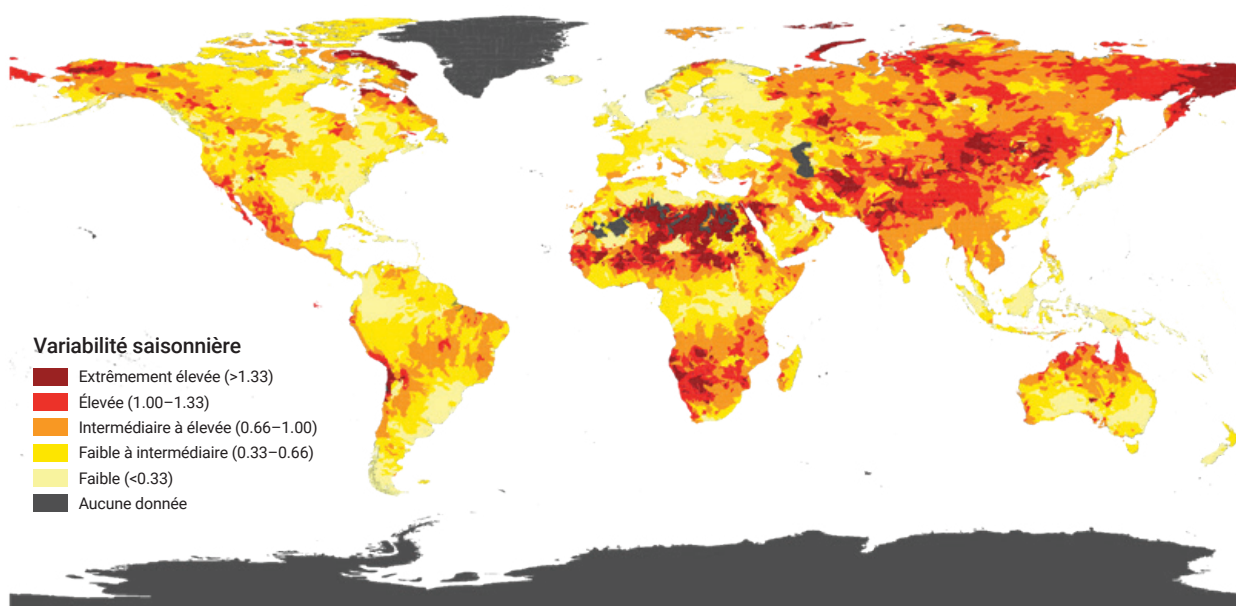 Variabilité saisonnière
Extrêmement élevée (>1.33)
Élevée (1.00–1.33)
Intermédiaire à élevée (0.66–1.00)
Faible à intermédiaire (0.33–0.66)
Faible (<0.33)
Aucune donnée